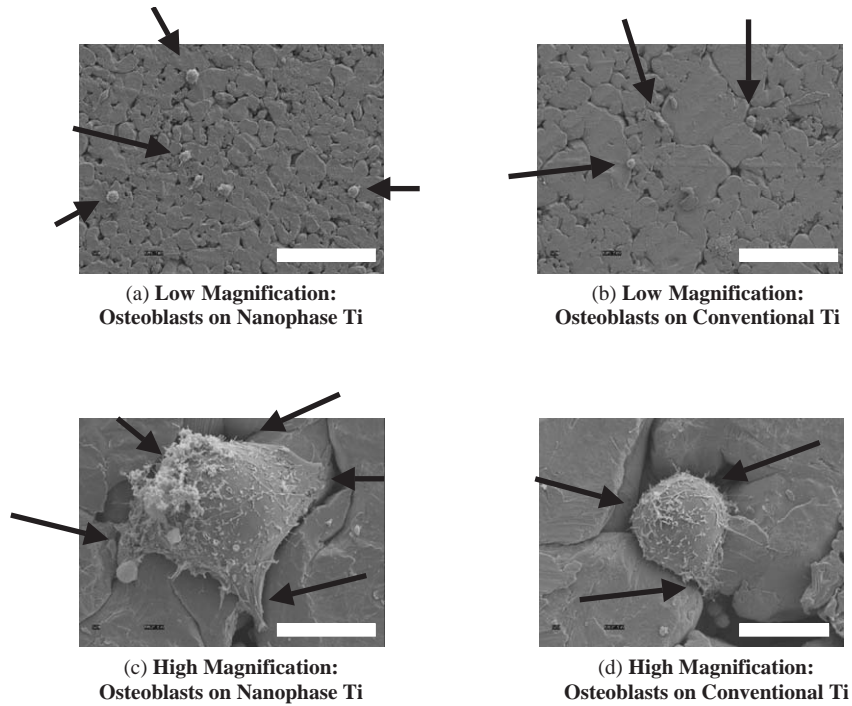 (a) Low Magnification:
Osteoblasts on Nanophase Ti
(b) Low Magnification:
Osteoblasts on Conventional Ti
(c) High Magnification:
Osteoblasts on Nanophase Ti
(d) High Magnification:
Osteoblasts on Conventional Ti